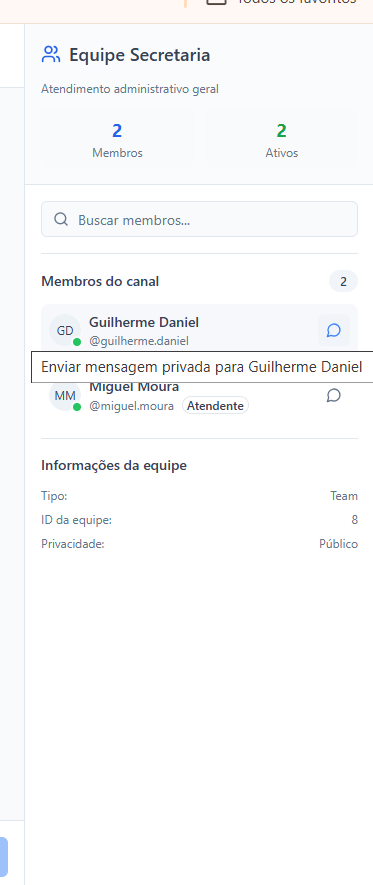 Todos os favoritos
Equipe Secretaria
Atendimento administrativo geral
2
Membros
2
Ativos
Buscar membros...
Membros do canal
2
GD
Guilherme Daniel
@guilherme.daniel
Enviar mensagem privada para Guilherme Daniel
MM
Miguel Moura
@miguel.moura Atendente
Informações da equipe
Tipo: Team
ID da equipe: 8
Privacidade: Público